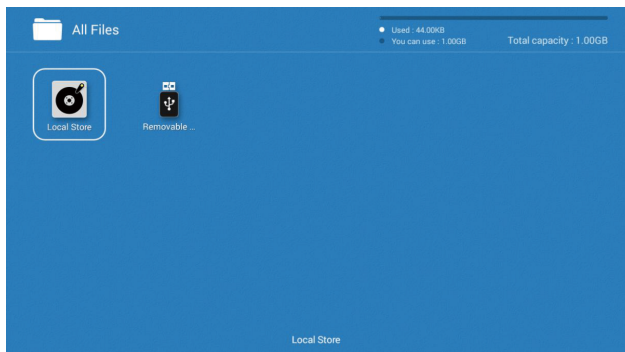 All Files
Used : 44.00KB
You can use : 1.00GB
Total capacity : 1.00GB
Local Store
Removable ...
Local Store